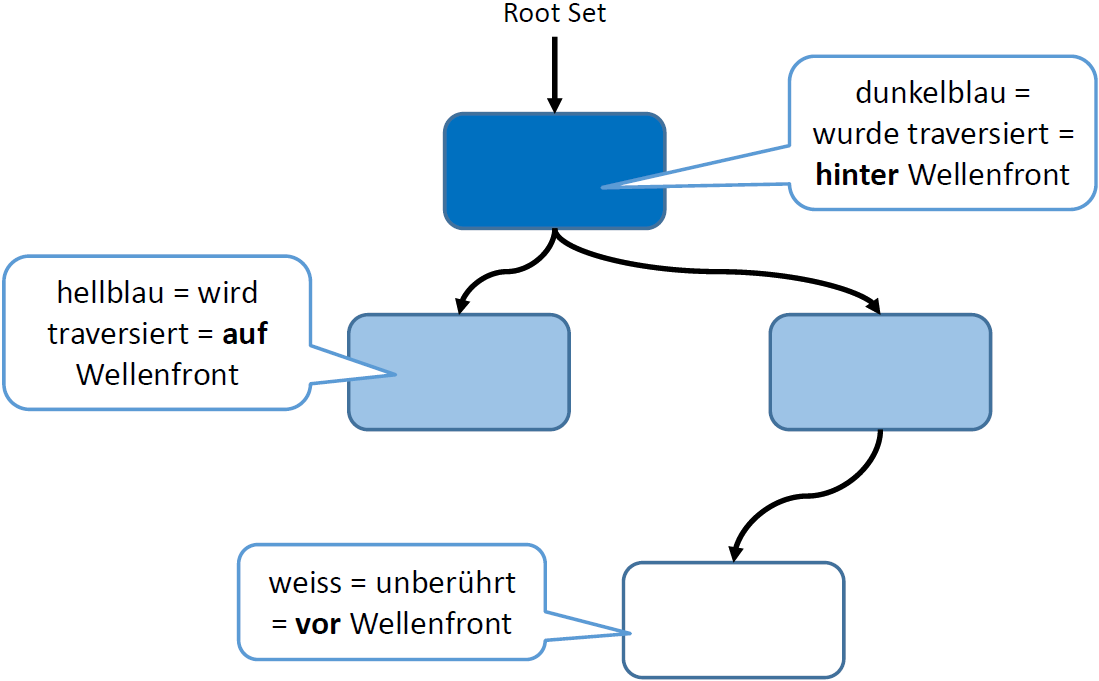 Root Set
dunkelblau =
wurde traversiert =
hinter Wellenfront
hellblau = wird
traversiert = auf
Wellenfront
weiss = unberührt
= vor Wellenfront